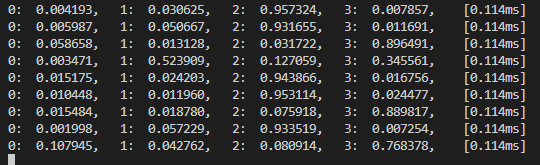 0:  0.004193,   1:  0.030625,   2:  0.957324,   3:  0.007857,    [0.114ms]
0:  0.005987,   1:  0.050667,   2:  0.931655,   3:  0.011691,    [0.114ms]
0:  0.058658,   1:  0.013128,   2:  0.031722,   3:  0.896491,    [0.114ms]
0:  0.003471,   1:  0.523909,   2:  0.127059,   3:  0.345561,    [0.114ms]
0:  0.015175,   1:  0.024203,   2:  0.943866,   3:  0.016756,    [0.114ms]
0:  0.010448,   1:  0.011960,   2:  0.953114,   3:  0.024477,    [0.114ms]
0:  0.015484,   1:  0.018780,   2:  0.075918,   3:  0.889817,    [0.114ms]
0:  0.001998,   1:  0.057229,   2:  0.933519,   3:  0.007254,    [0.114ms]
0:  0.107945,   1:  0.042762,   2:  0.080914,   3:  0.768378,    [0.114ms]